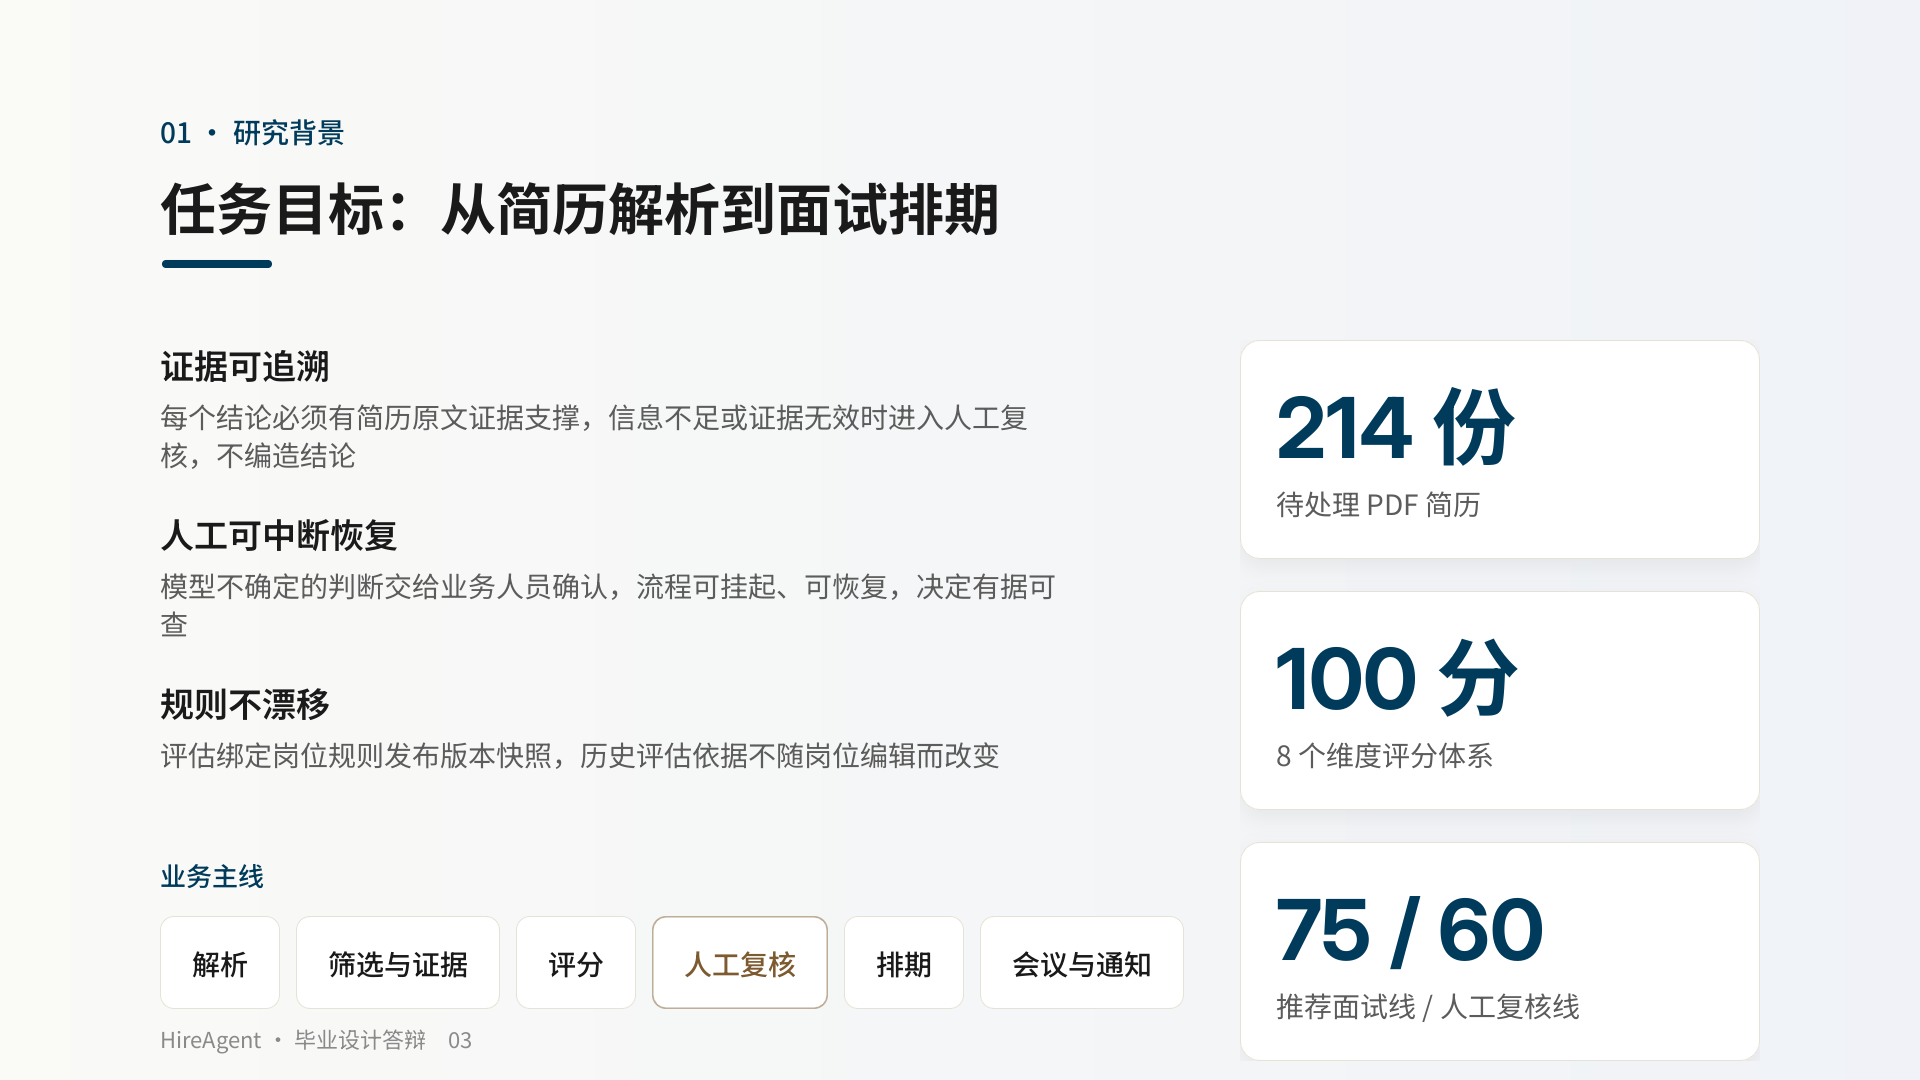 01 · 研究背景
任务目标：从简历解析到面试排期
证据可追溯
每个结论必须有简历原文证据支撑，信息不足或证据无效时进入人工复
核，不编造结论
人工可中断恢复
模型不确定的判断交给业务人员确认，流程可挂起、可恢复，决定有据可
查
规则不漂移
评估绑定岗位规则发布版本快照，历史评估依据不随岗位编辑而改变
业务主线
解析
筛选与证据
评分
人工复核
排期
会议与通知
214 份
待处理 PDF 简历
100 分
8 个维度评分体系
75 / 60
推荐面试线 / 人工复核线
HireAgent · 毕业设计答辩 03